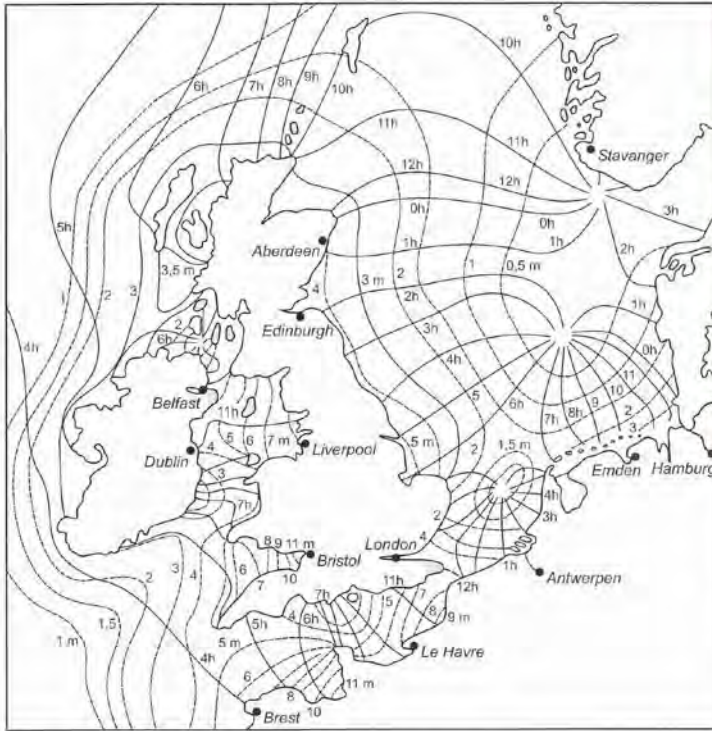 10h
6h
7h
8h
9h
10h
11h
11h
Stavanger
12h
12h
5h
0h
0h
3h
Aberdeen
1h
1h
2h
3,5 m
1
2
3
4
3 m
2
1
0,5 m
2h
1h
2
6h
Edinburgh
3h
4h
0h
4h
11
10
9
8h
7h
6h
5
2
3
Belfast
11h
5
6
7 m
Liverpool
4
Dublin
3
5 m
2
1,5 m
Emden
Hamburg
4h
3h
7h
2
4
London
1h
Antwerpen
8 9 11 m
Bristol
6
7
10
11h
12h
2
3
4
7h
5h
4
6h
5
7
8
9 m
1,5
1 m
4h
5 m
Le Havre
6
8
10
11 m
Brest